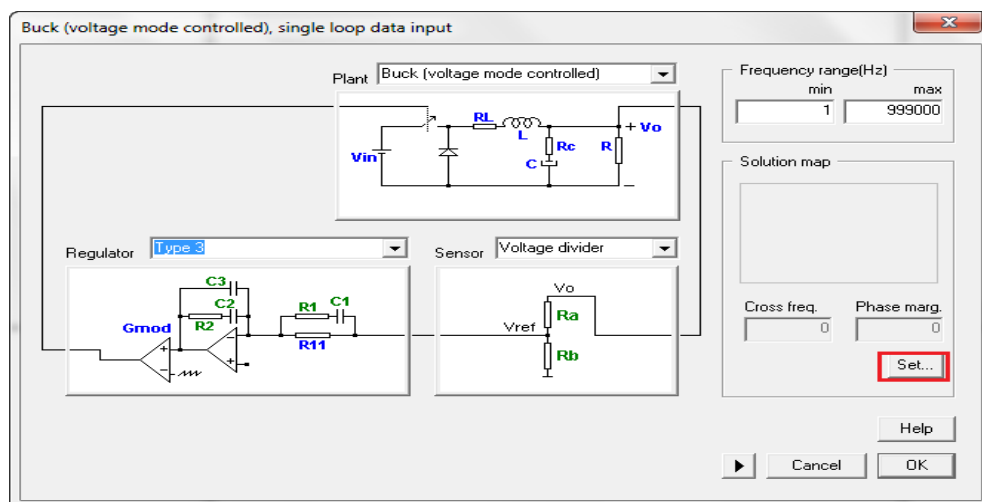 Buck (voltage mode controlled), single loop data input
Plant Buck (voltage mode controlled)
RL
L
+ Vo
Vin
Rc
R
C
−
Regulator Type 3
C3
C2
R2
R1 C1
R11
Gmod
+
−
−
+
Sensor Voltage divider
Vo
Ra
Vref
Rb
Frequency range(Hz)
min max
1 999000
Solution map
Cross freq. Phase marg.
0 0
Set...
Help
Cancel OK